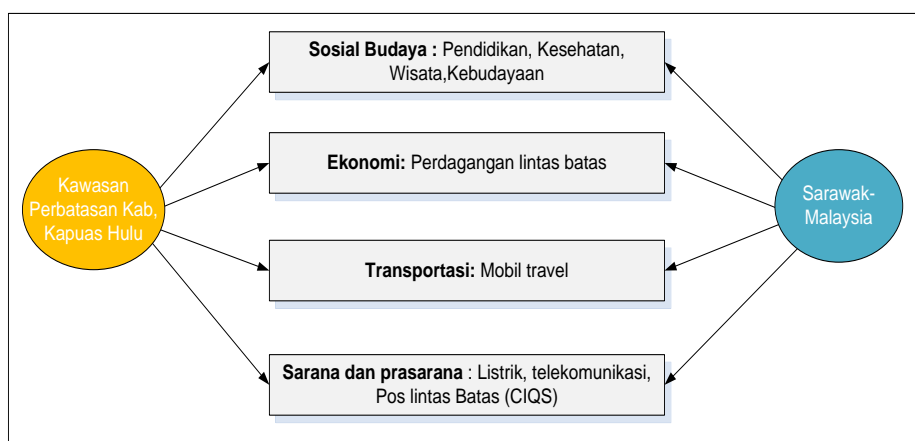 Sosial Budaya : Pendidikan, Kesehatan,
Wisata,Kebudayaan
Ekonomi: Perdagangan lintas batas
Kawasan
Perbatasan Kab,
Kapuas Hulu
Sarawak-
Malaysia
Transportasi: Mobil travel
Sarana dan prasarana : Listrik, telekomunikasi,
Pos lintas Batas (CIQS)